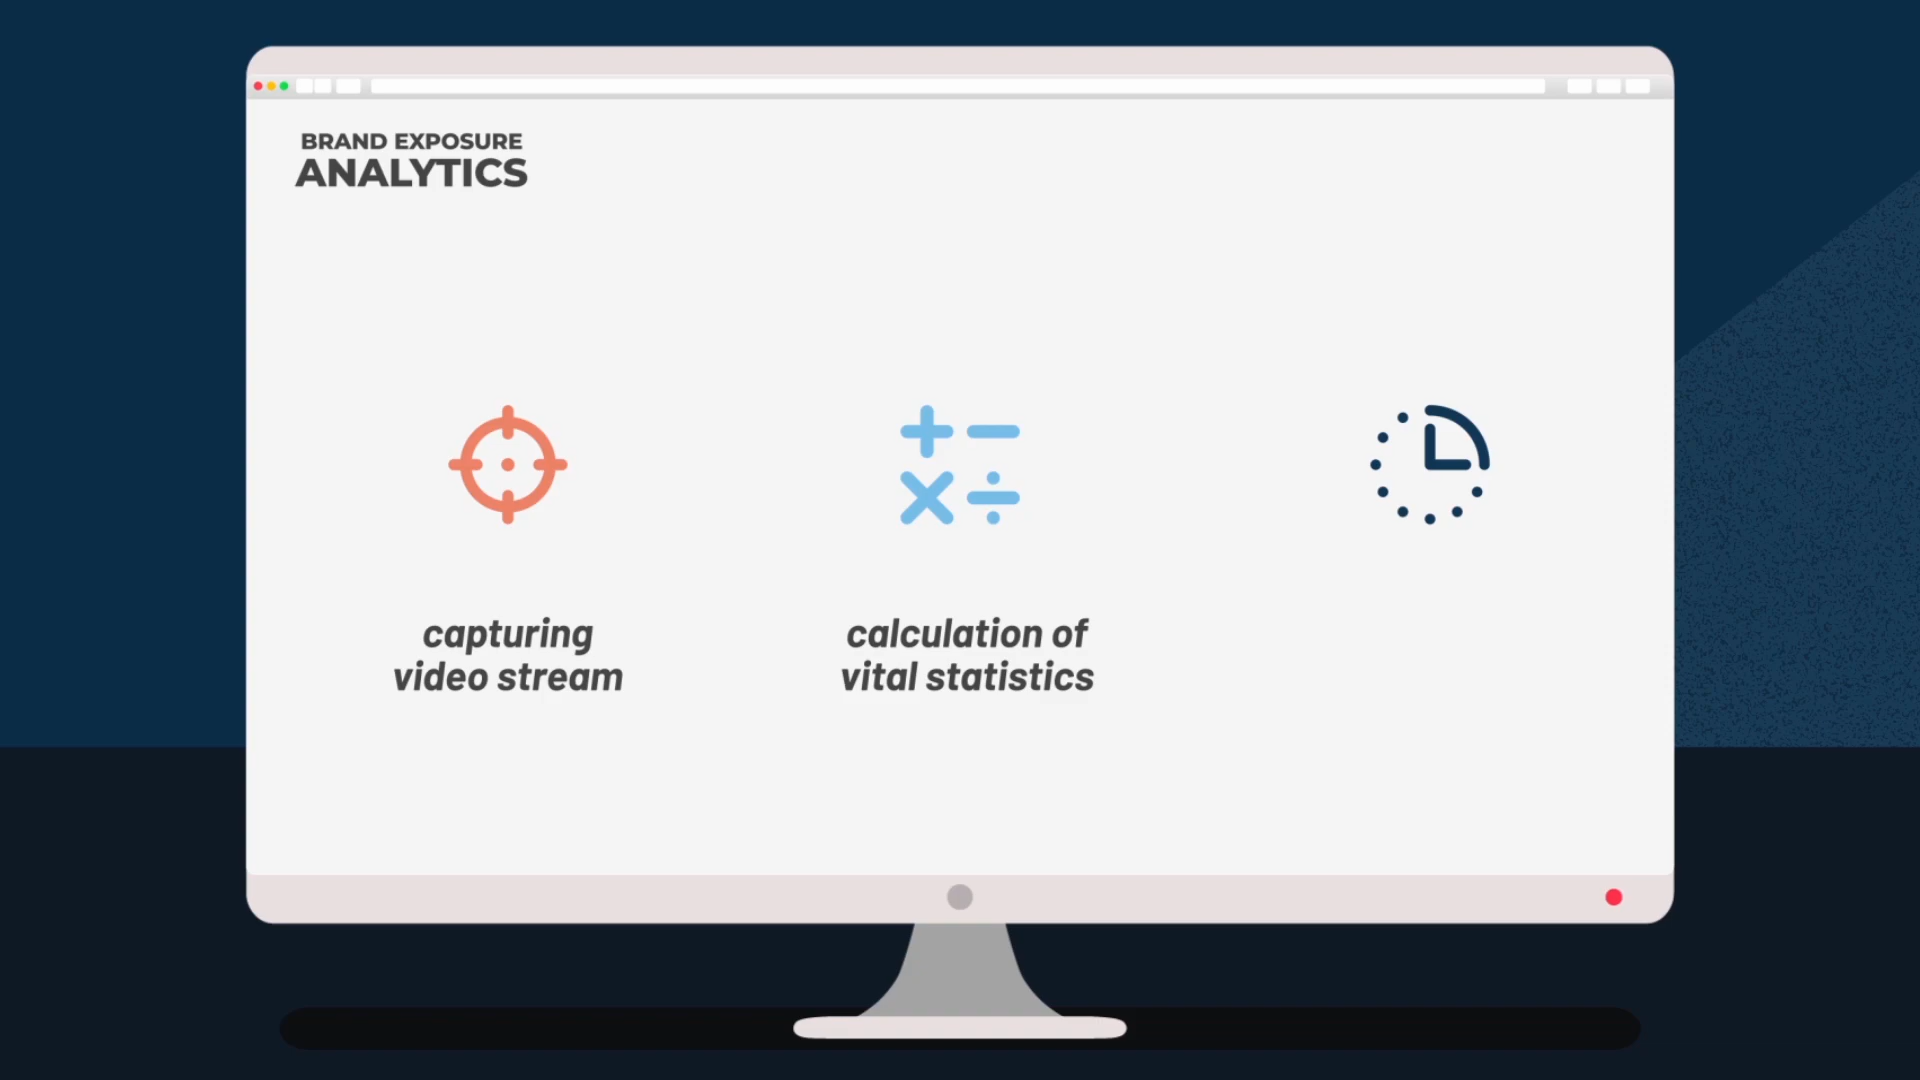 BRAND EXPOSURE
ANALYTICS
capturing
video stream
calculation of
vital statistics